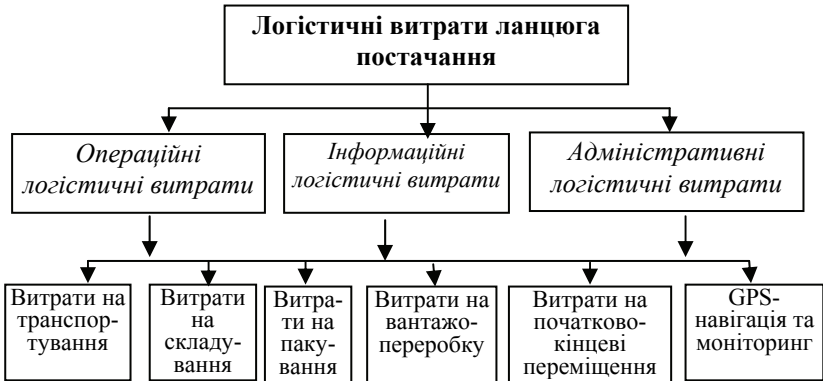 Логістичні витрати ланцюга
постачання
Операційні
логістичні витрати
Інформаційні
логістичні витрати
Адміністративні
логістичні витрати
Витрати на
транспор-
тування
Витрати
на
складу-
вання
Витра-
ти на
паку-
вання
Витрати на
вантажо-
переробку
Витрати на
початково-
кінцеві
переміщення
GPS-
навігація та
моніторинг